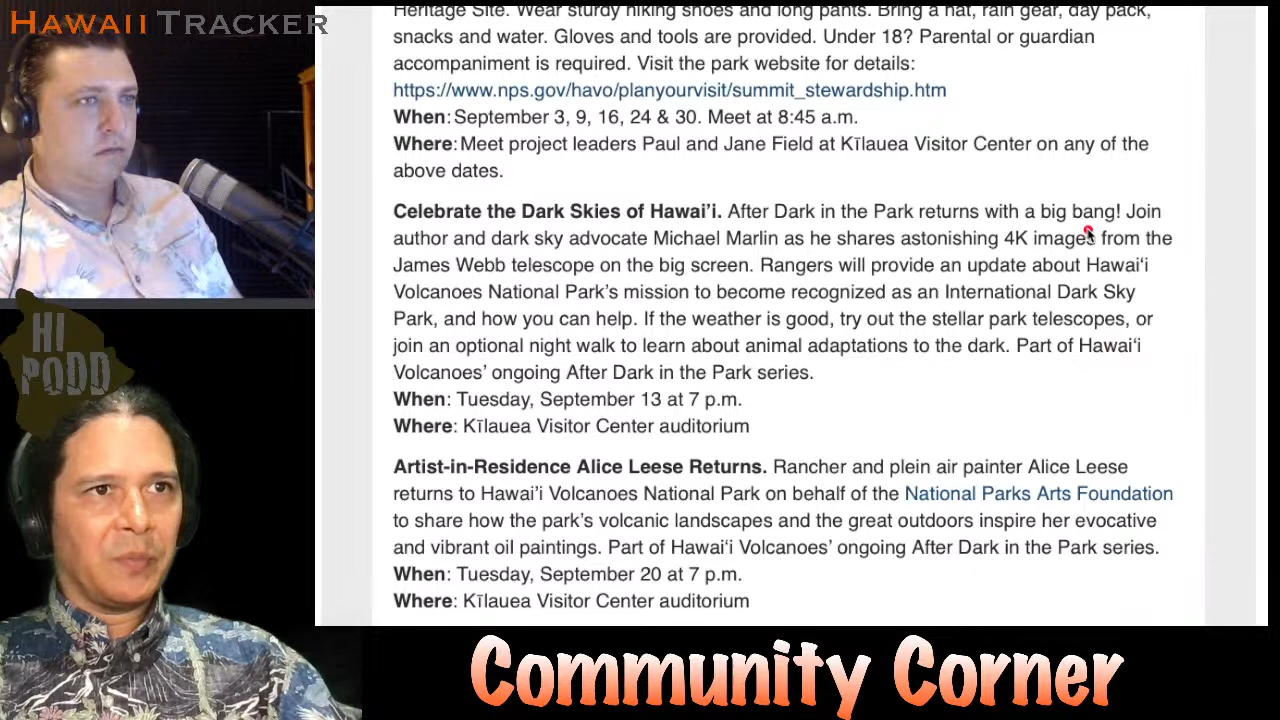 HAWAII TRACKER
Heritage Site. Wear sturdy hiking shoes and long pants. Bring a hat, rain gear, day pack,
snacks and water. Gloves and tools are provided. Under 18? Parental or guardian
accompaniment is required. Visit the park website for details:
https://www.nps.gov/havo/planyourvisit/summit_stewardship.htm
When: September 3, 9, 16, 24 & 30. Meet at 8:45 a.m.
Where: Meet project leaders Paul and Jane Field at Kīlauea Visitor Center on any of the
above dates.
Celebrate the Dark Skies of Hawai'i. After Dark in the Park returns with a big bang! Join
author and dark sky advocate Michael Marlin as he shares astonishing 4K images from the
James Webb telescope on the big screen. Rangers will provide an update about Hawaiʻi
Volcanoes National Park's mission to become recognized as an International Dark Sky
Park, and how you can help. If the weather is good, try out the stellar park telescopes, or
join an optional night walk to learn about animal adaptations to the dark. Part of Hawaiʻi
Volcanoes' ongoing After Dark in the Park series.
When: Tuesday, September 13 at 7 p.m.
Where: Kīlauea Visitor Center auditorium
Artist-in-Residence Alice Leese Returns. Rancher and plein air painter Alice Leese
returns to Hawai'i Volcanoes National Park on behalf of the National Parks Arts Foundation
to share how the park's volcanic landscapes and the great outdoors inspire her evocative
and vibrant oil paintings. Part of Hawaiʻi Volcanoes' ongoing After Dark in the Park series.
When: Tuesday, September 20 at 7 p.m.
Where: Kīlauea Visitor Center auditorium
HI
PODD
Community Corner